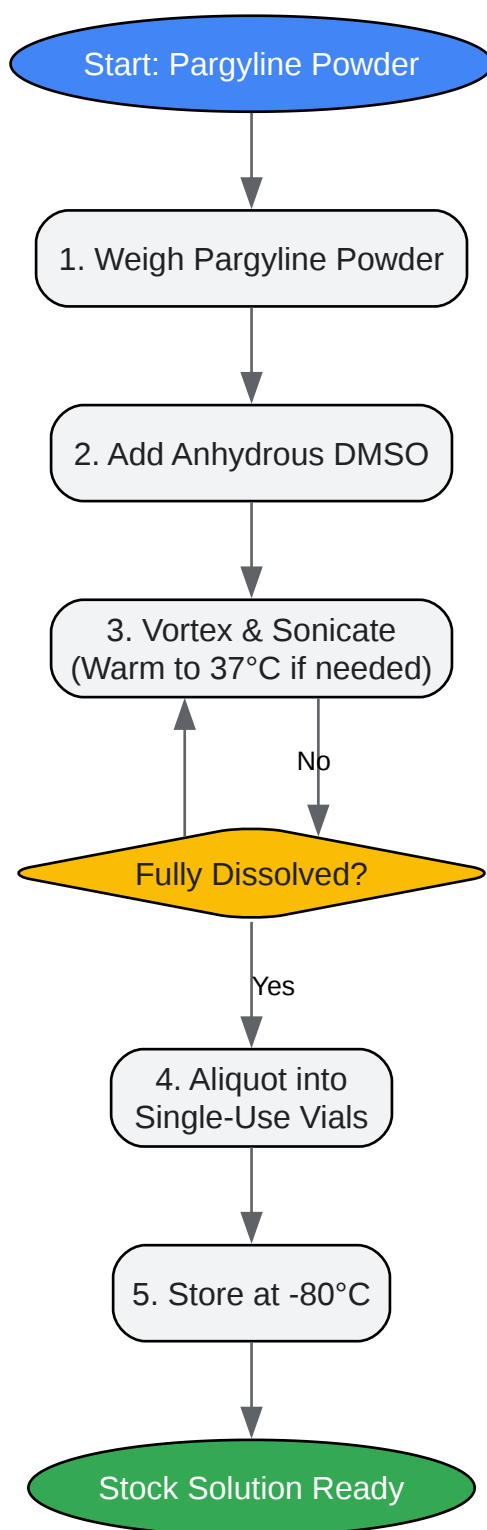 Start: Pargyline Powder
1. Weigh Pargyline Powder
2. Add Anhydrous DMSO
3. Vortex & Sonicate
(Warm to 37°C if needed)
No
Fully Dissolved?
Yes
4. Aliquot into
Single-Use Vials
5. Store at -80°C
Stock Solution Ready